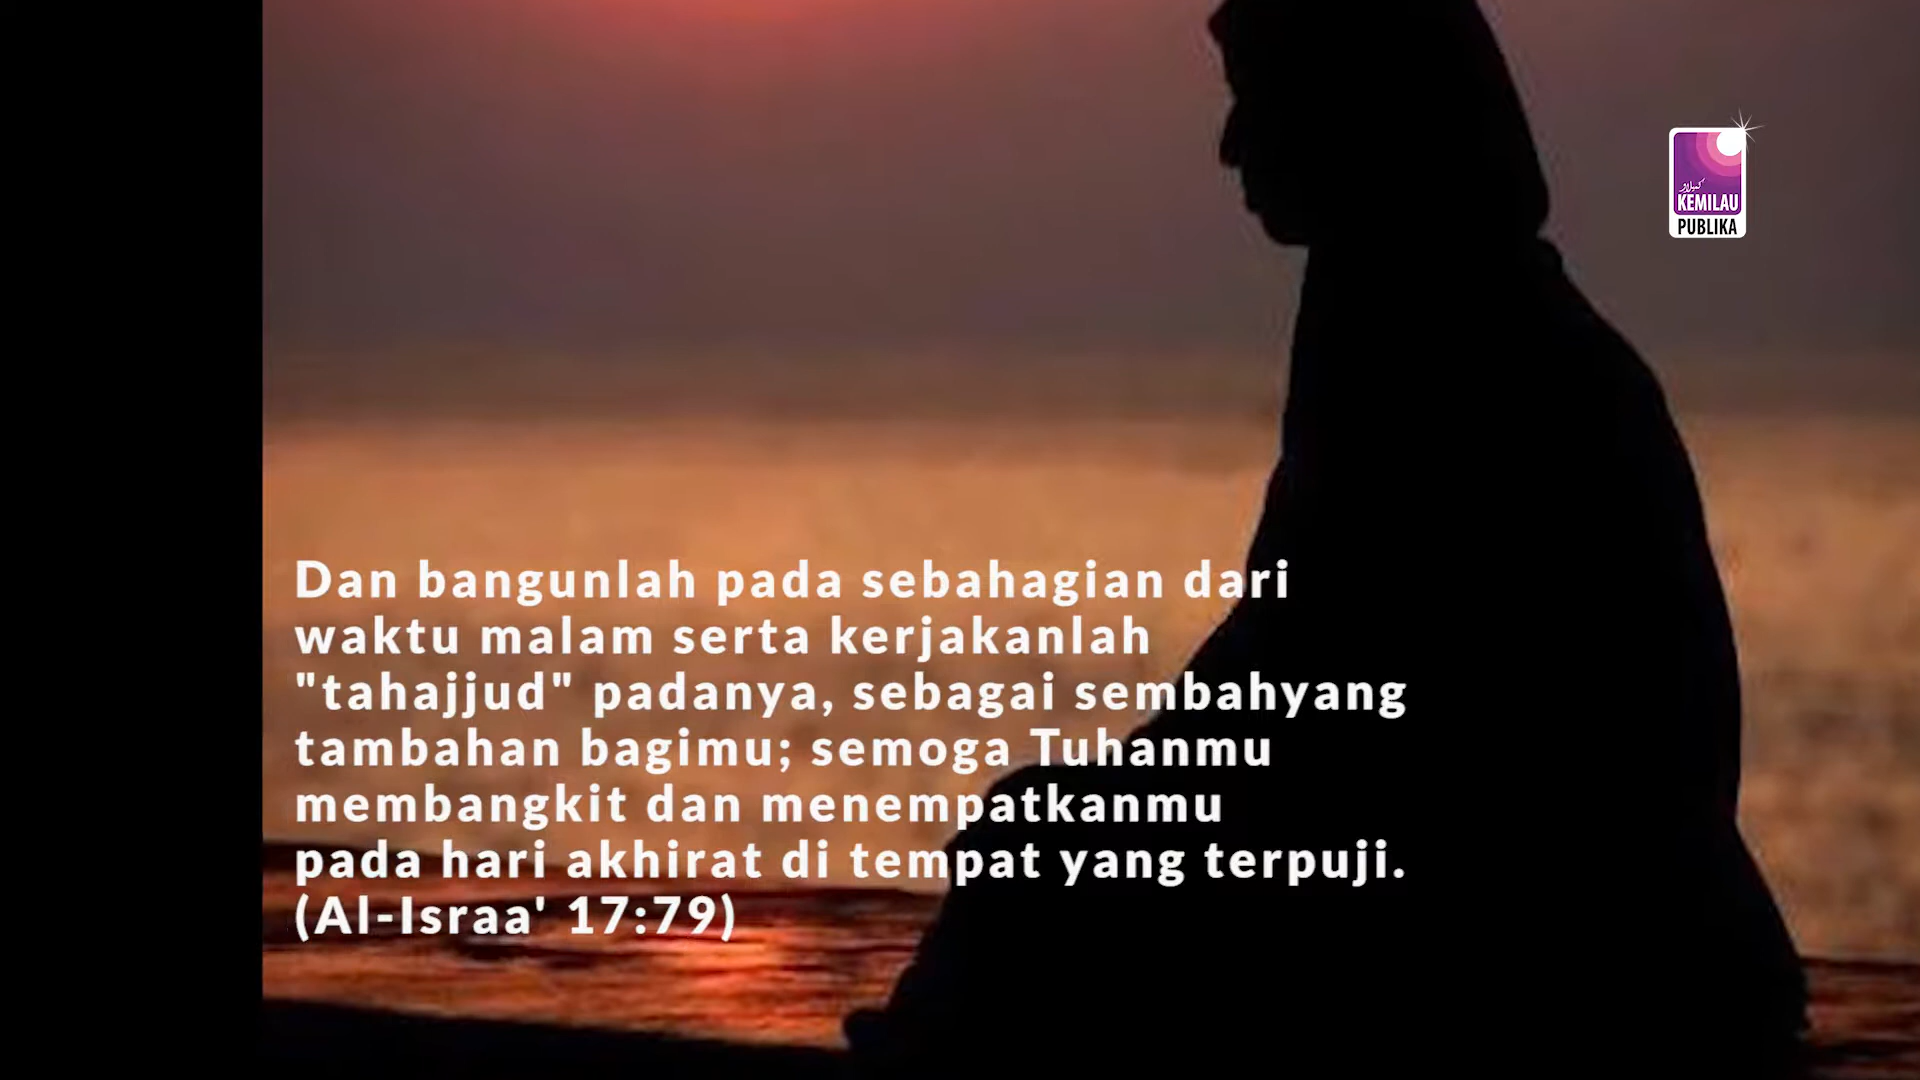 كميلاو
KEMILAU
PUBLIKA
Dan bangunlah pada sebahagian dari
waktu malam serta kerjakanlah
"tahajjud" padanya, sebagai sembahyang
tambahan bagimu; semoga Tuhanmu
membangkit dan menempatkanmu
pada hari akhirat di tempat yang terpuji.
(Al-Israa' 17:79)